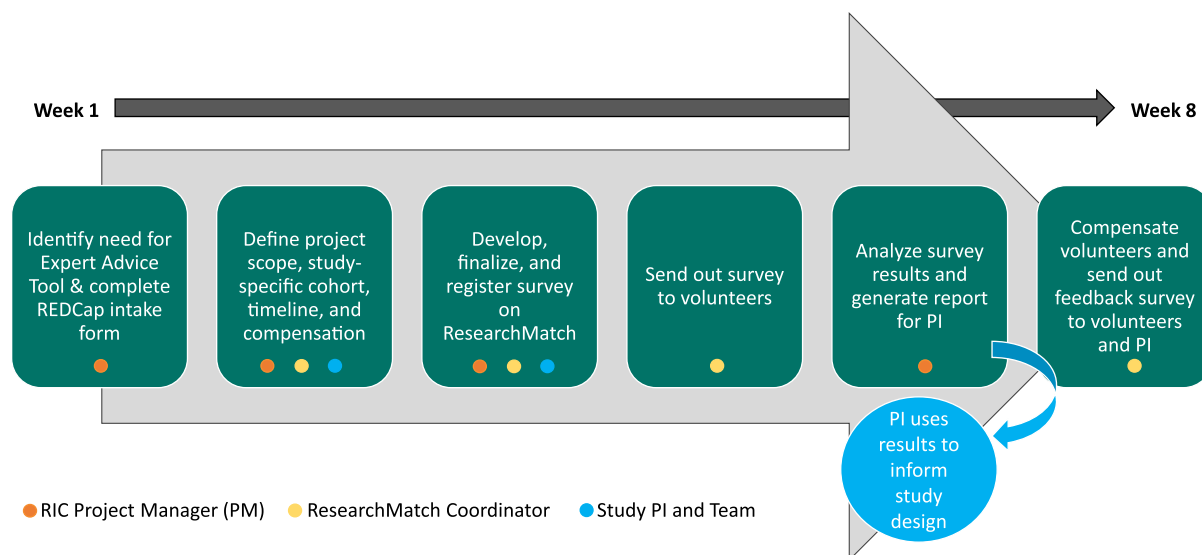 Week 1
Week 8
Identify need for
Expert Advice
Tool & complete
REDCap intake
form
Define project
scope, study-
specific cohort,
timeline, and
compensation
Develop,
finalize, and
register survey
on
ResearchMatch
Send out survey
to volunteers
Analyze survey
results and
generate report
for PI
Compensate
volunteers and
send out
feedback survey
to volunteers
and PI
PI uses
results to
inform
study
design
RIC Project Manager (PM)
ResearchMatch Coordinator
Study PI and Team